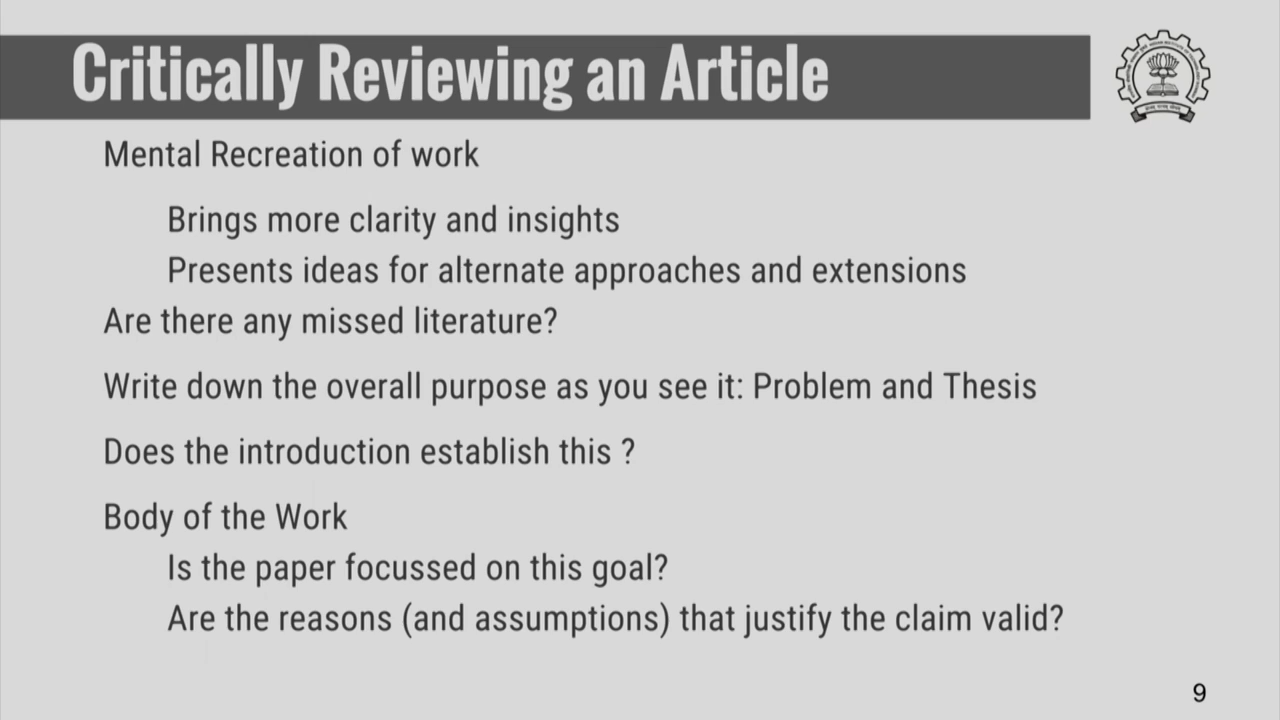 Critically Reviewing an Article
Mental Recreation of work
Brings more clarity and insights
Presents ideas for alternate approaches and extensions
Are there any missed literature?
Write down the overall purpose as you see it: Problem and Thesis
Does the introduction establish this ?
Body of the Work
Is the paper focussed on this goal?
Are the reasons (and assumptions) that justify the claim valid?
9